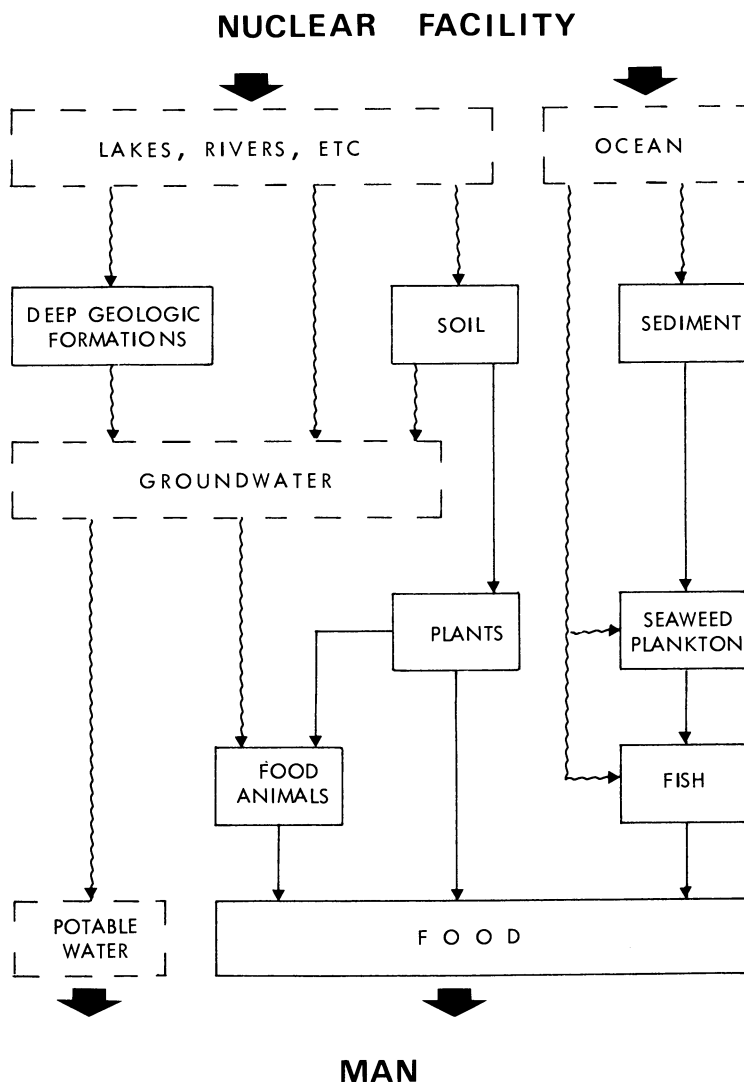 NUCLEAR FACILITY
LAKES, RIVERS, ETC
OCEAN
DEEP GEOLOGIC
FORMATIONS
SOIL
SEDIMENT
GROUNDWATER
PLANTS
SEAWEED
PLANKTON
FOOD
ANIMALS
FISH
POTABLE
WATER
FOOD
MAN